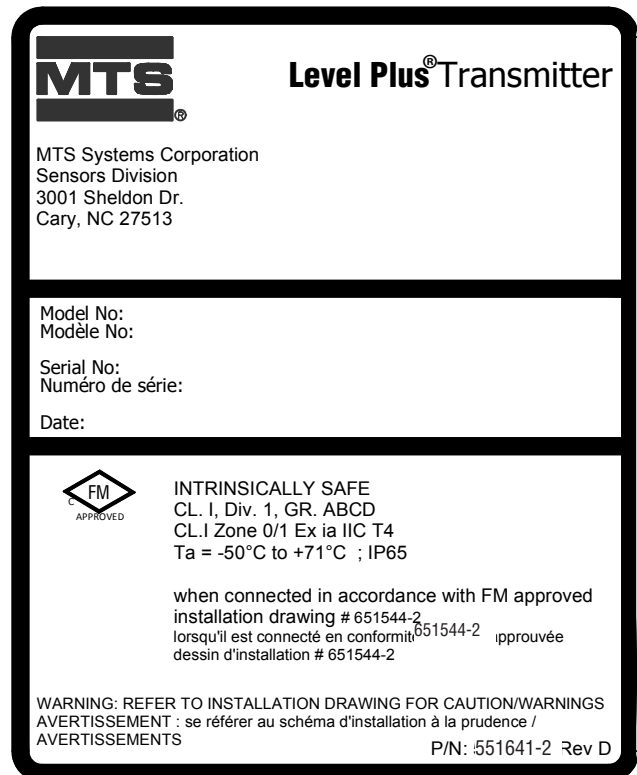 MTS
®
Level Plus® Transmitter
MTS Systems Corporation
Sensors Division
3001 Sheldon Dr.
Cary, NC 27513
Model No:
Modèle No:
Serial No:
Numéro de série:
Date:
C FM
APPROVED
INTRINSICALLY SAFE
CL. I, Div. 1, GR. ABCD
CL.I Zone 0/1 Ex ia IIC T4
Ta = -50°C to +71°C ; IP65
when connected in accordance with FM approved
installation drawing # 651544-2
lorsqu'il est connecté en 651544-2
dessin d'installation # 651544-2
WARNING: REFER TO INSTALLATION DRAWING FOR CAUTION/WARNINGS
AVERTISSEMENT : se référer au schéma d'installation à la prudence /
AVERTISSEMENTS
P/N: 551641-2 Rev D